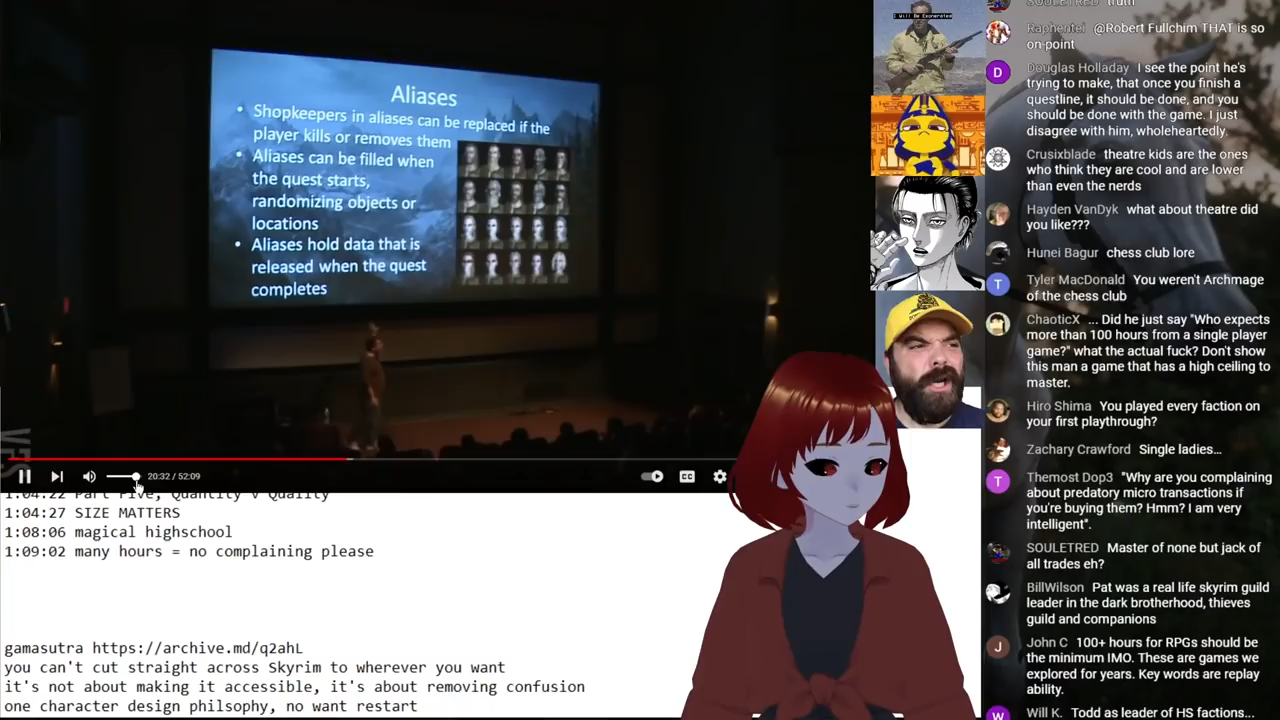 Aliases
• Shopkeepers in aliases can be replaced if the
player kills or removes them
• Aliases can be filled when
the quest starts,
randomizing objects or
locations
• Aliases hold data that is
released when the quest
completes
20:32 / 52:09
CC
1:04:22 Part Five, Quantity v Quality
1:04:27 SIZE MATTERS
1:08:06 magical highschool
1:09:02 many hours = no complaining please
gamasutra https://archive.md/q2ahL
you can't cut straight across Skyrim to wherever you want
it's not about making it accessible, it's about removing confusion
one character design philsophy, no want restart
I Will Be Exonerated
SOULETRED truth
Raphentei @Robert Fullchim THAT is so
on-point
D
Douglas Holladay I see the point he's
trying to make, that once you finish a
questline, it should be done, and you
should be done with the game. I just
disagree with him, wholeheartedly.
Crusixblade theatre kids are the ones
who think they are cool and are lower
than even the nerds
Hayden VanDyk what about theatre did
you like???
Hunei Bagur chess club lore
T
Tyler MacDonald You weren't Archmage
of the chess club
ChaoticX ... Did he just say "Who expects
more than 100 hours from a single player
game?" what the actual fuck? Don't show
this man a game that has a high ceiling to
master.
Hiro Shima You played every faction on
your first playthrough?
Zachary Crawford Single ladies...
T
Themost Dop3 "Why are you complaining
about predatory micro transactions if
you're buying them? Hmm? I am very
intelligent".
SOULETRED Master of none but jack of
all trades eh?
BillWilson Pat was a real life skyrim guild
leader in the dark brotherhood, thieves
guild and companions
J
John C 100+ hours for RPGs should be
the minimum IMO. These are games we
explored for years. Key words are replay
ability.
W
Will K. Todd as leader of HS factions...